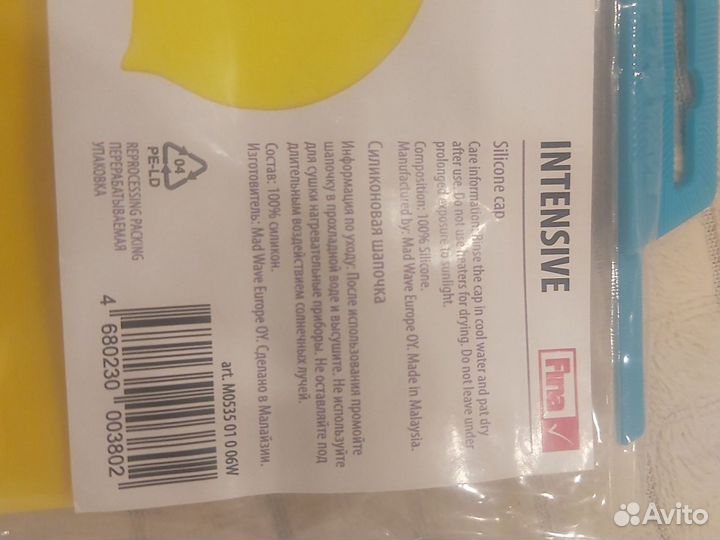 INTENSIVE
Fina
Silicone cap
Care information: Rinse the cap in cool water and pat dry
after use. Do not use heaters for drying. Do not leave under
prolonged exposure to sunlight.
Composition: 100% Silicone.
Manufactured by: Mad Wave Europe OY. Made in Malaysia.
Силиконовая шапочка
Информация по уходу: После использования промойте
шапочку в прохладной воде и высушите. Не используйте
для сушки нагревательные приборы. Не оставляйте под
длительным воздействием солнечных лучей.
Состав: 100% силикон.
Изготовитель: Mad Wave Europe OY. Сделано в Малайзии.
04
PE-LD
REPROCESSING PACKING
ПЕРЕРАБАТЫВАЕМАЯ
УПАКОВКА
art. M0535 01 0 06W
4 680230 003802
Avito